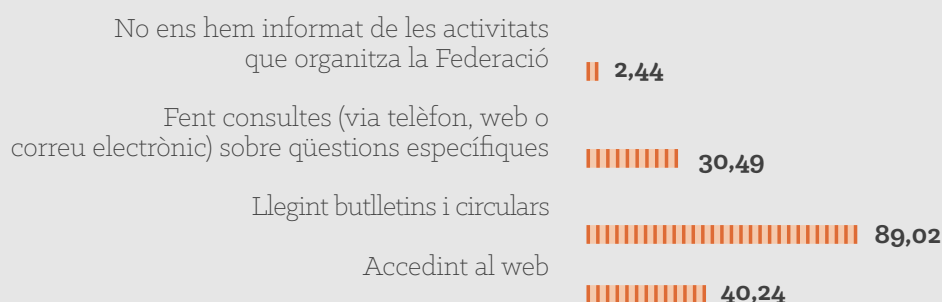 No ens hem informat de les activitats
que organitza la Federació
2,44
Fent consultes (via telèfon, web o
correu electrònic) sobre qüestions específiques
30,49
Llegint butlletins i circulars
89,02
Accedint al web
40,24